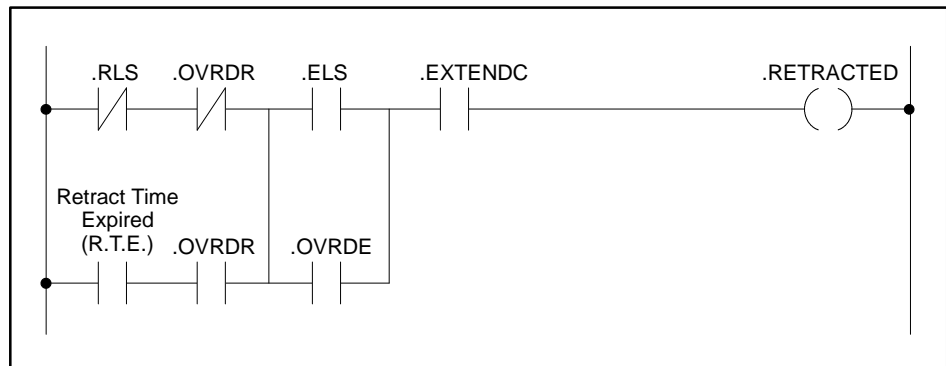 .RLS .OVRDR .ELS .EXTENDC .RETRACTED
Retract Time
Expired
(R.T.E.) .OVRDR .OVRDE